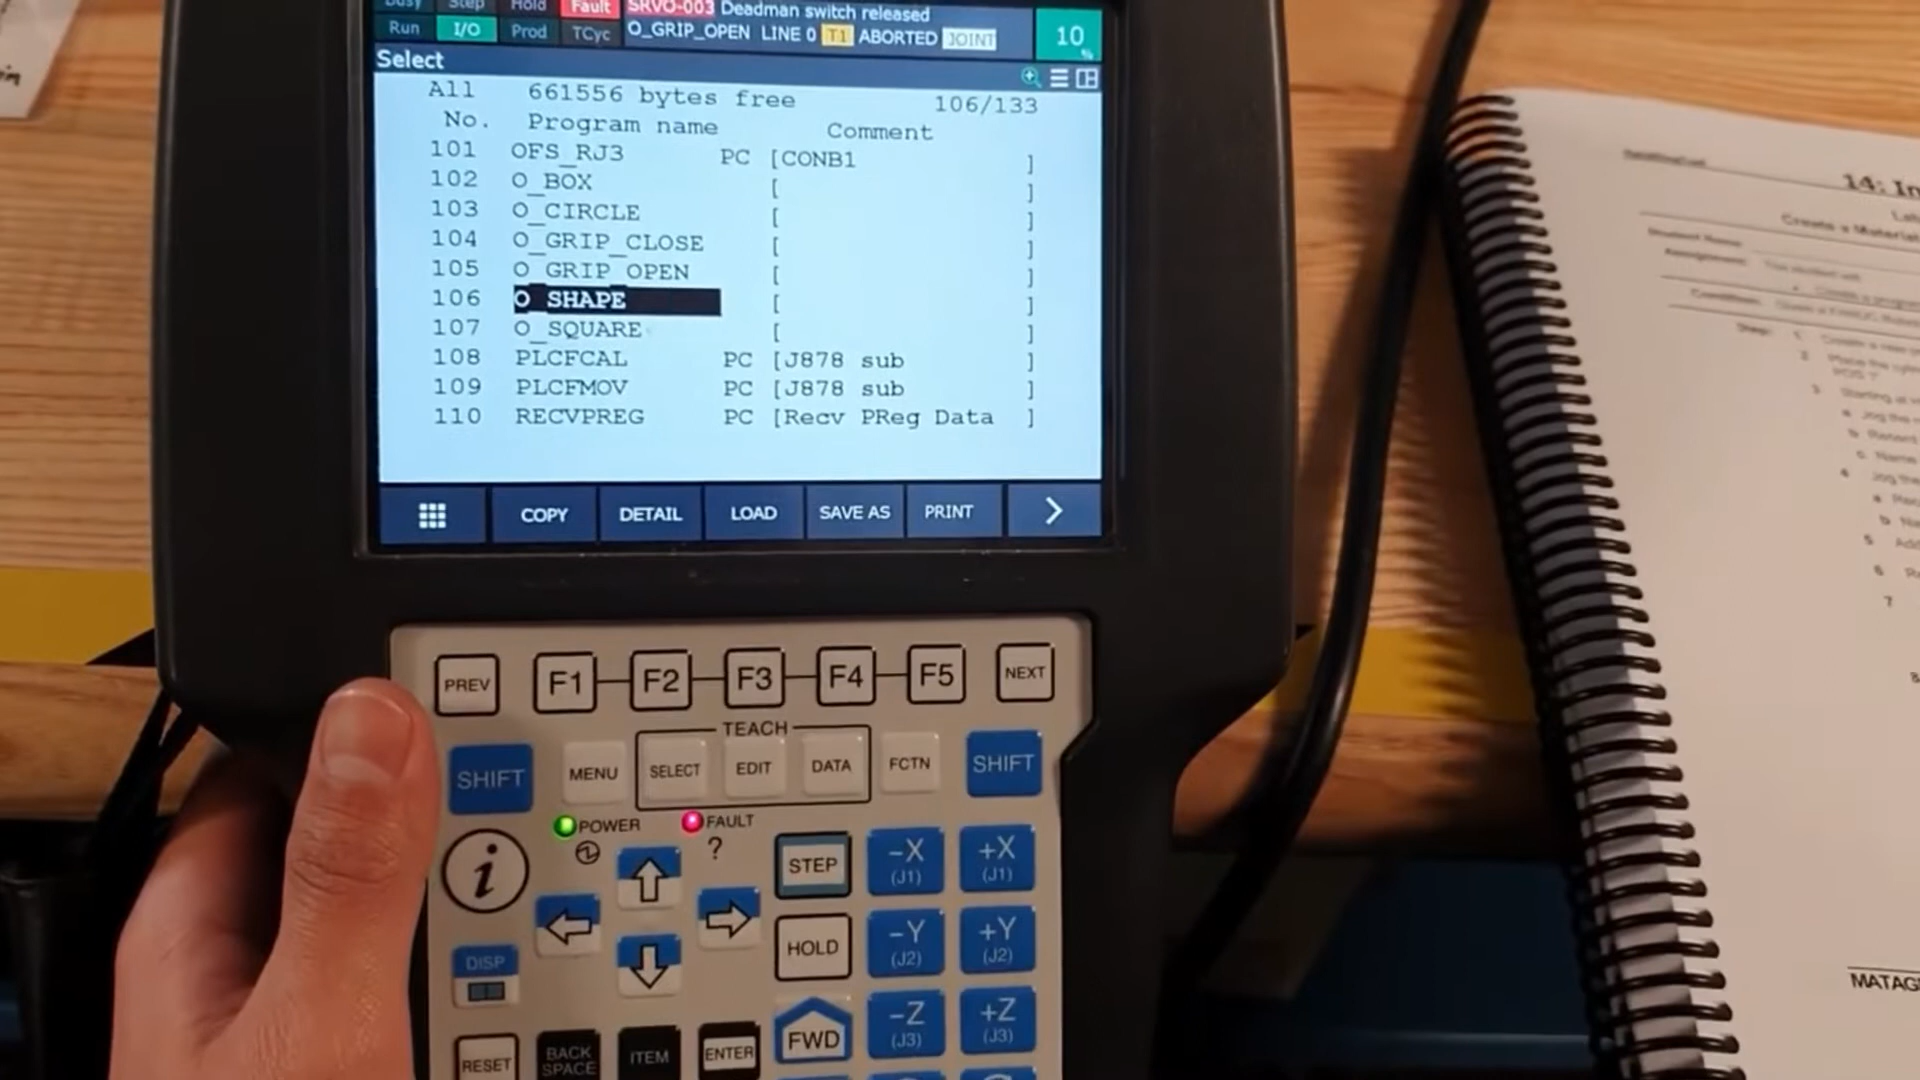 Busy Step Hold Fault SRVO-003 Deadman switch released
Run I/O Prod TCyc O_GRIP_OPEN LINE 0 T1 ABORTED JOINT 10 %
Select
All 661556 bytes free 106/133
No. Program name Comment
101 OFS_RJ3 PC [CONB1 ]
102 O_BOX [ ]
103 O_CIRCLE [ ]
104 O_GRIP_CLOSE [ ]
105 O_GRIP_OPEN [ ]
106 O_SHAPE [ ]
107 O_SQUARE [ ]
108 PLCFCAL PC [J878 sub ]
109 PLCFMOV PC [J878 sub ]
110 RECVPREG PC [Recv PReg Data ]
COPY DETAIL LOAD SAVE AS PRINT >
PREV F1 F2 F3 F4 F5 NEXT
TEACH
SHIFT MENU SELECT EDIT DATA FCTN SHIFT
POWER FAULT
i ? STEP -X (J1) +X (J1)
HOLD -Y (J2) +Y (J2)
DISP
FWD -Z (J3) +Z (J3)
RESET BACK SPACE ITEM ENTER
14: In
Create a Material
Student Name
MATAG